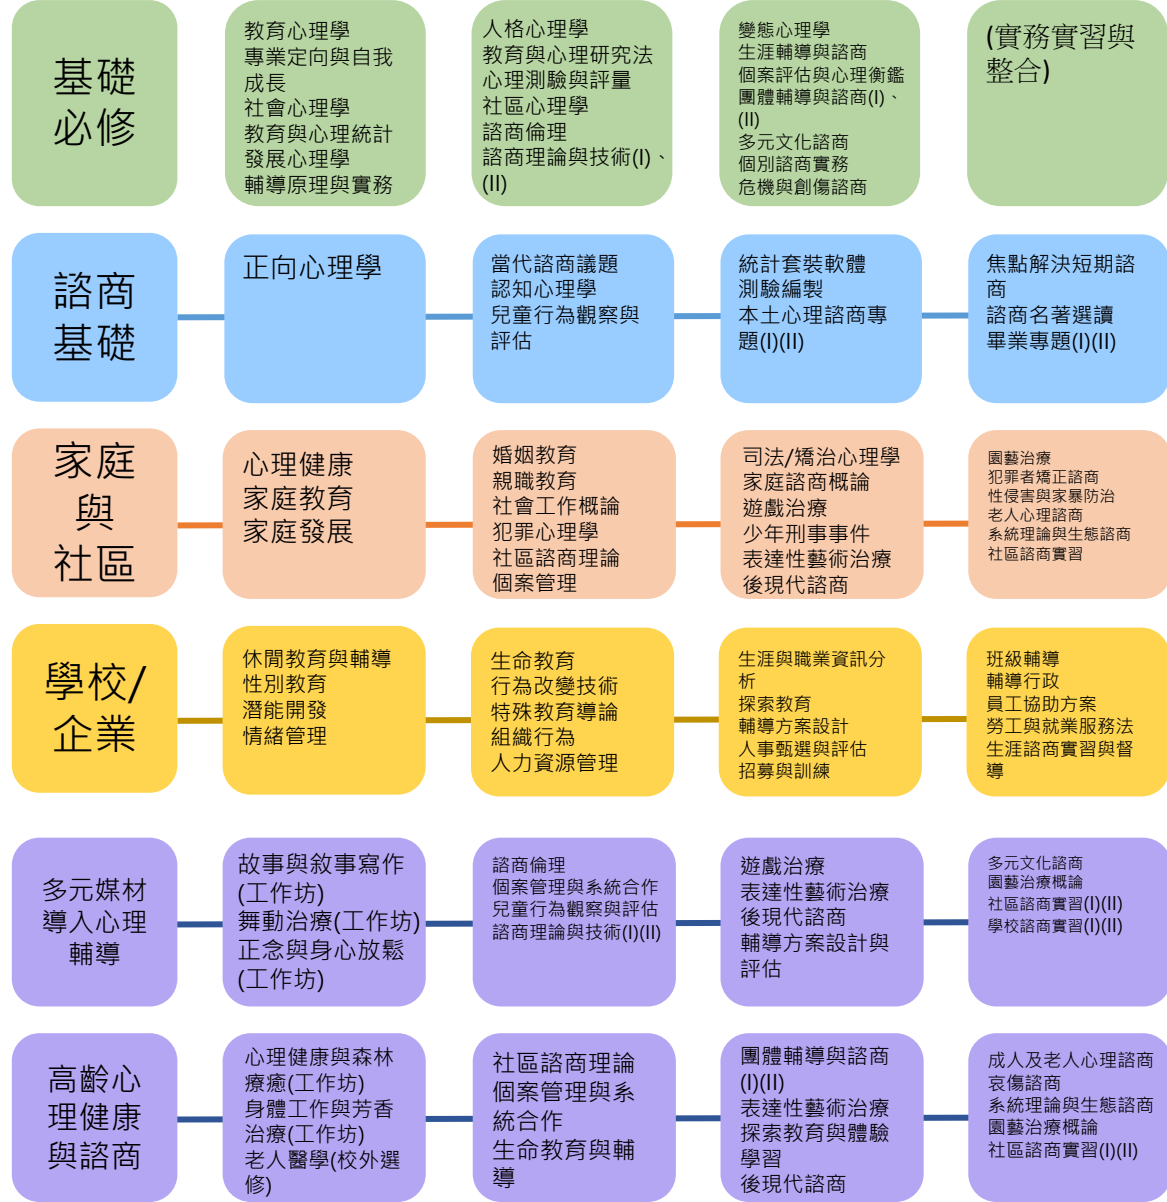 基礎
必修
教育心理學
專業定向與自我
成長
社會心理學
教育與心理統計
發展心理學
輔導原理與實務
人格心理學
教育與心理研究法
心理測驗與評量
社區心理學
諮商倫理
諮商理論與技術(I)、
(II)
變態心理學
生涯輔導與諮商
個案評估與心理衡鑑
團體輔導與諮商(I)、
(II)
多元文化諮商
個別諮商實務
危機與創傷諮商
(實務實習與
整合)
諮商
基礎
正向心理學
當代諮商議題
認知心理學
兒童行為觀察與
評估
統計套裝軟體
測驗編製
本土心理諮商專
題(I)(II)
焦點解決短期諮
商
諮商名著選讀
畢業專題(I)(II)
家庭
與
社區
心理健康
家庭教育
家庭發展
婚姻教育
親職教育
社會工作概論
犯罪心理學
社區諮商理論
個案管理
司法/矯治心理學
家庭諮商概論
遊戲治療
少年刑事事件
表達性藝術治療
後現代諮商
園藝治療
犯罪者矯正諮商
性侵害與家暴防治
老人心理諮商
系統理論與生態諮商
社區諮商實習
學校/
企業
休閒教育與輔導
性別教育
潛能開發
情緒管理
生命教育
行為改變技術
特殊教育導論
組織行為
人力資源管理
生涯與職業資訊分
析
探索教育
輔導方案設計
人事甄選與評估
招募與訓練
班級輔導
輔導行政
員工協助方案
勞工與就業服務法
生涯諮商實習與督
導
多元媒材
導入心理
輔導
故事與敘事寫作
(工作坊)
舞動治療(工作坊)
正念與身心放鬆
(工作坊)
諮商倫理
個案管理與系統合作
兒童行為觀察與評估
諮商理論與技術(I)(II)
遊戲治療
表達性藝術治療
後現代諮商
輔導方案設計與
評估
多元文化諮商
園藝治療概論
社區諮商實習(I)(II)
學校諮商實習(I)(II)
高齡心
理健康
與諮商
心理健康與森林
療癒(工作坊)
身體工作與芳香
治療(工作坊)
老人醫學(校外選
修)
社區諮商理論
個案管理與系
統合作
生命教育與輔
導
團體輔導與諮商
(I)(II)
表達性藝術治療
探索教育與體驗
學習
後現代諮商
成人及老人心理諮商
哀傷諮商
系統理論與生態諮商
園藝治療概論
社區諮商實習(I)(II)